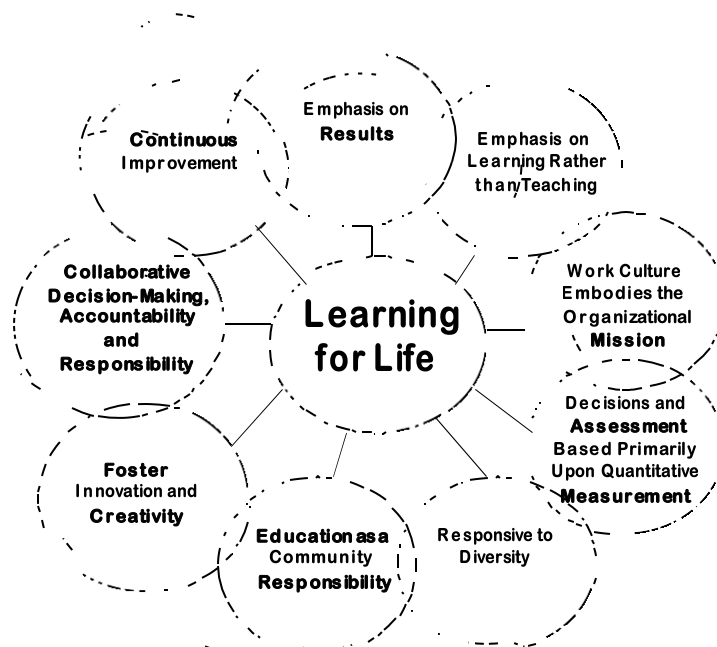 Emphasis on
Results
Continuous
Improvement
Emphasis on
Learning Rather
than Teaching
Collaborative
Decision-Making,
Accountability
and
Responsibility
Work Culture
Embodies the
Organizational
Mission
Learning
for Life
Decisions and
Assessment
Based Primarily
Upon Quantitative
Measurement
Foster
Innovation and
Creativity
Education as a
Community
Responsibility
Responsive to
Diversity